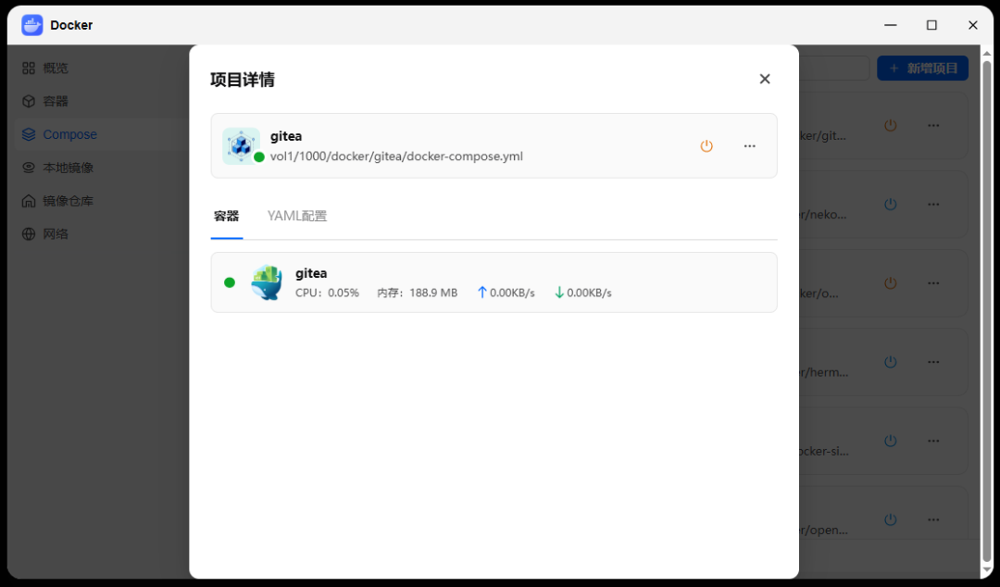 Docker
概览
容器
Compose
本地镜像
镜像仓库
网络
+ 新增项目
ker/git...
r/neko...
ker/o...
r/herm...
ocker-si...
r/open...
项目详情
gitea
vol1/1000/docker/gitea/docker-compose.yml
容器 YAML配置
gitea
CPU: 0.05% 内存: 188.9 MB ↑0.00KB/s ↓0.00KB/s